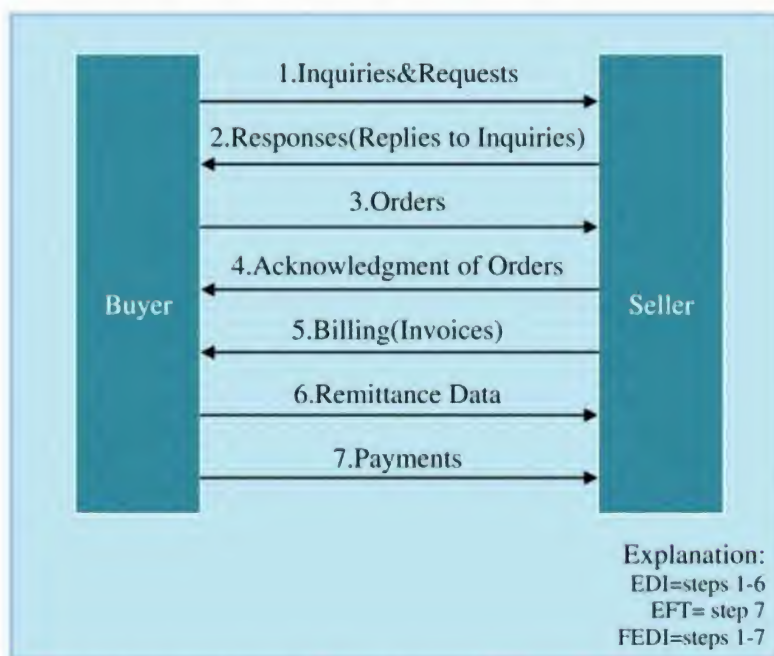 1.Inquiries&Requests
2.Responses(Replies to Inquiries)
3.Orders
4.Acknowledgment of Orders
Buyer
Seller
5.Billing(Invoices)
6.Remittance Data
7.Payments
Explanation:
EDI=steps 1-6
EFT= step 7
FEDI=steps 1-7